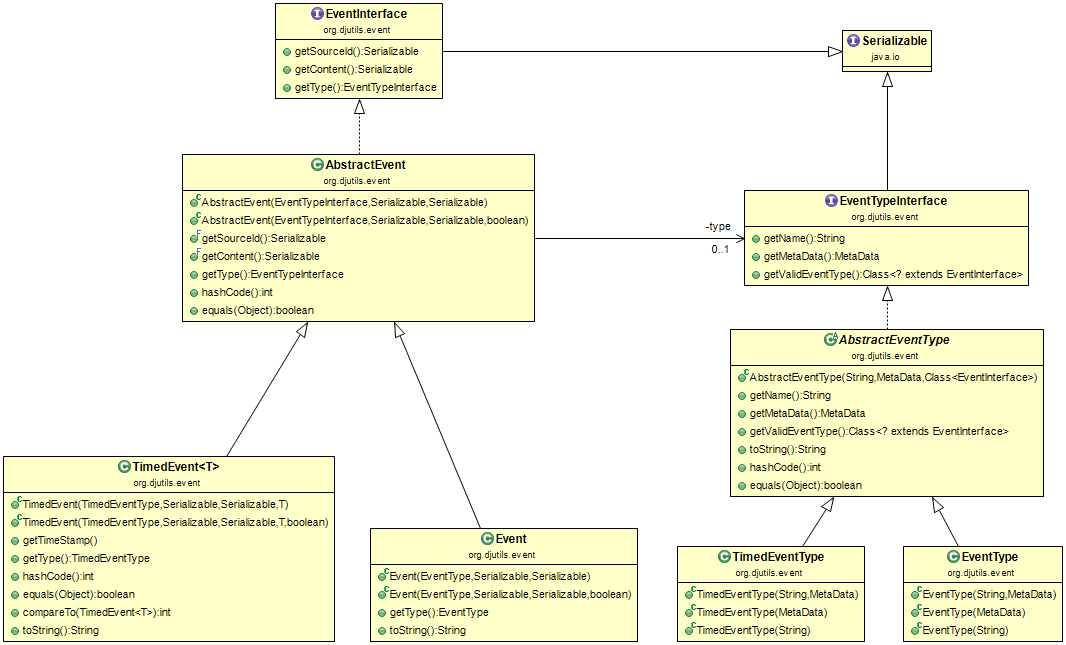 EventInterface
org.djutils.event
getSourceId():Serializable
getContent():Serializable
getType():EventTypeInterface
Serializable
java.io
AbstractEvent
org.djutils.event
AbstractEvent(EventTypeInterface,Serializable,Serializable)
AbstractEvent(EventTypeInterface,Serializable,Serializable,boolean)
getSourceId():Serializable
getContent():Serializable
getType():EventTypeInterface
hashCode():int
equals(Object):boolean
-type
0..1
EventTypeInterface
org.djutils.event
getName():String
getMetaData():MetaData
getValidEventType():Class<? extends EventInterface>
AbstractEventType
org.djutils.event
AbstractEventType(String,MetaData,Class<EventInterface>)
getName():String
getMetaData():MetaData
getValidEventType():Class<? extends EventInterface>
toString():String
hashCode():int
equals(Object):boolean
TimedEvent<T>
org.djutils.event
TimedEvent(TimedEventType,Serializable,Serializable,T)
TimedEvent(TimedEventType,Serializable,Serializable,T,boolean)
getTimeStamp()
getType():TimedEventType
hashCode():int
equals(Object):boolean
compareTo(TimedEvent<T>):int
toString():String
Event
org.djutils.event
Event(EventType,Serializable,Serializable)
Event(EventType,Serializable,Serializable,boolean)
getType():EventType
toString():String
TimedEventType
org.djutils.event
TimedEventType(String,MetaData)
TimedEventType(MetaData)
TimedEventType(String)
EventType
org.djutils.event
EventType(String,MetaData)
EventType(MetaData)
EventType(String)